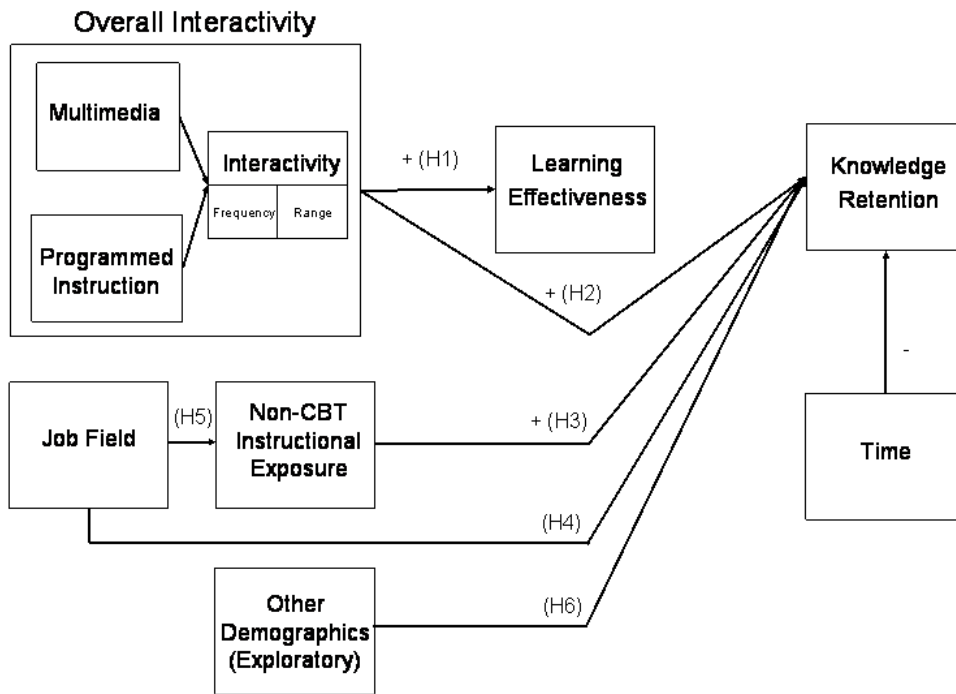 Overall Interactivity
Multimedia
Interactivity
Frequency
Range
Programmed
Instruction
+ (H1)
Learning
Effectiveness
Knowledge
Retention
+ (H2)
-
Job Field
(H5)
Non-CBT
Instructional
Exposure
+ (H3)
Time
(H4)
Other
Demographics
(Exploratory)
(H6)